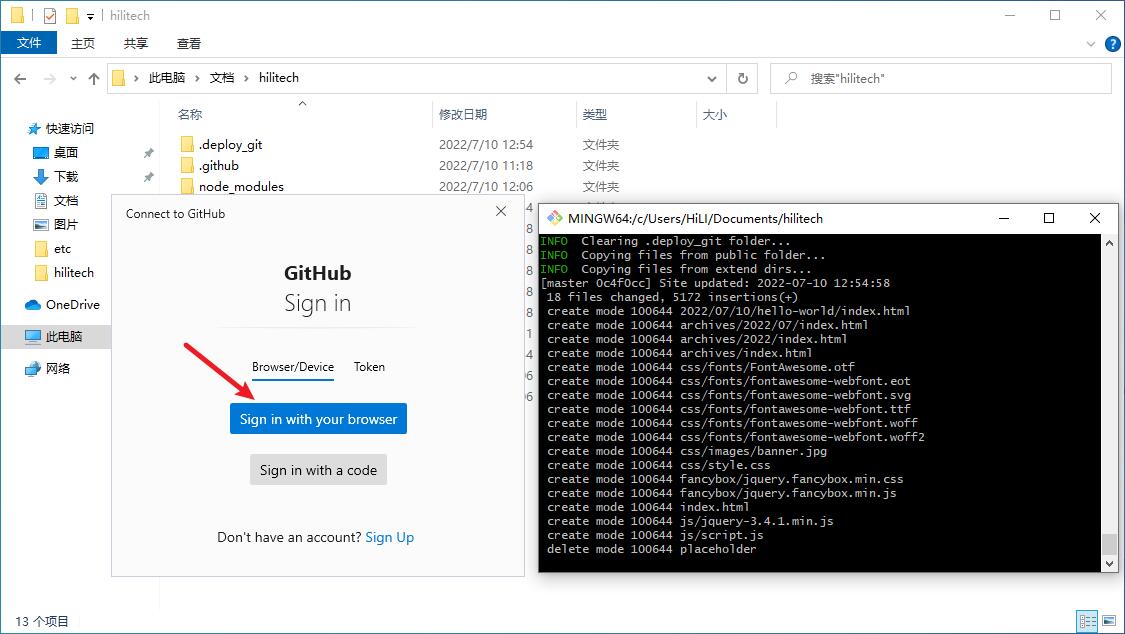 hilitech
文件 主页 共享 查看
此电脑 文档 hilitech
搜索"hilitech"
名称 修改日期 类型 大小
.deploy_git 2022/7/10 12:54 文件夹
.github 2022/7/10 11:18 文件夹
node_modules 2022/7/10 12:06 文件夹
快速访问
桌面
下载
文档
图片
etc
hilitech
OneDrive
此电脑
网络
Connect to GitHub
GitHub
Sign in
Browser/Device Token
Sign in with your browser
Sign in with a code
Don't have an account? Sign Up
4
8
8
8
8
8
1
4
06
06
MINGW64:/c/Users/HiLI/Documents/hilitech
INFO  Clearing .deploy_git folder...
INFO  Copying files from public folder...
INFO  Copying files from extend dirs...
[master 0c4f0cc] Site updated: 2022-07-10 12:54:58
18 files changed, 5172 insertions(+)
create mode 100644 2022/07/10/hello-world/index.html
create mode 100644 archives/2022/07/index.html
create mode 100644 archives/2022/index.html
create mode 100644 archives/index.html
create mode 100644 css/fonts/FontAwesome.otf
create mode 100644 css/fonts/fontawesome-webfont.eot
create mode 100644 css/fonts/fontawesome-webfont.svg
create mode 100644 css/fonts/fontawesome-webfont.ttf
create mode 100644 css/fonts/fontawesome-webfont.woff
create mode 100644 css/fonts/fontawesome-webfont.woff2
create mode 100644 css/images/banner.jpg
create mode 100644 css/style.css
create mode 100644 fancybox/jquery.fancybox.min.css
create mode 100644 fancybox/jquery.fancybox.min.js
create mode 100644 index.html
create mode 100644 js/jquery-3.4.1.min.js
create mode 100644 js/script.js
delete mode 100644 placeholder
13 个项目